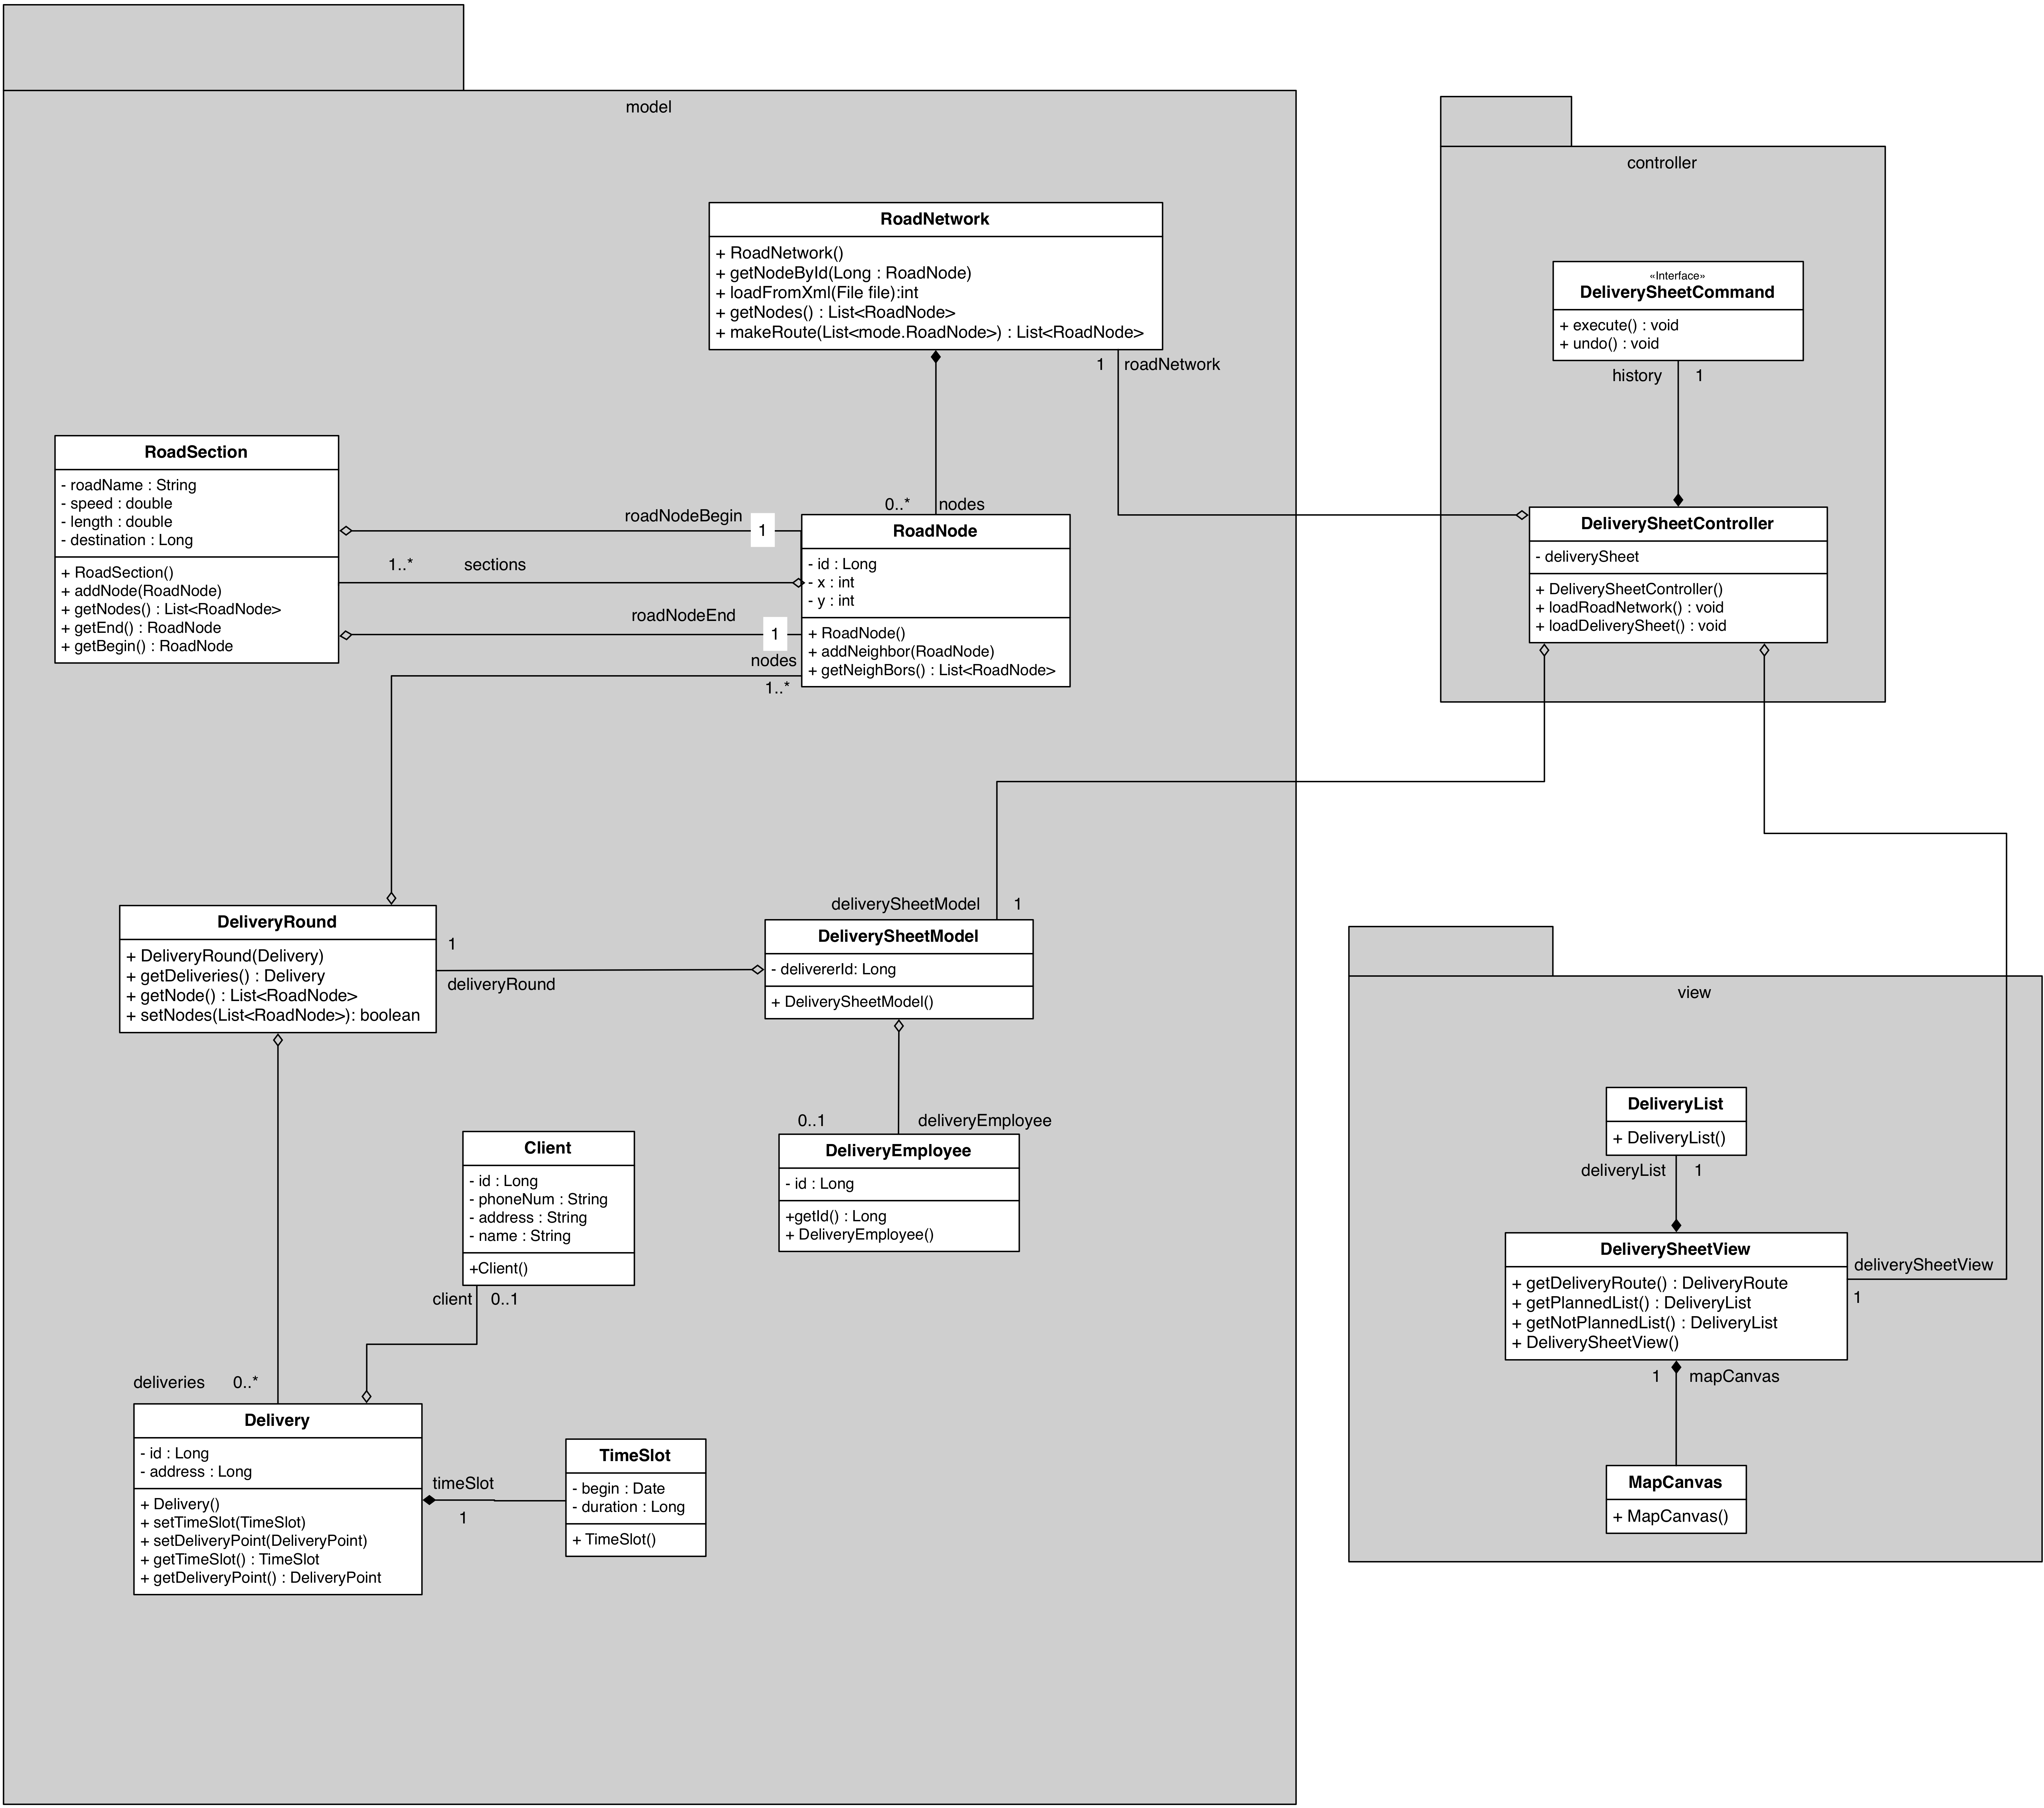 model
RoadNetwork
+ RoadNetwork()
+ getNodeById(Long : RoadNode)
+ loadFromXml(File file):int
+ getNodes() : List<RoadNode>
+ makeRoute(List<mode.RoadNode>) : List<RoadNode>
1 roadNetwork
0..* nodes
RoadSection
- roadName : String
- speed : double
- length : double
- destination : Long
+ RoadSection()
+ addNode(RoadNode)
+ getNodes() : List<RoadNode>
+ getEnd() : RoadNode
+ getBegin() : RoadNode
roadNodeBegin 1
1..* sections
roadNodeEnd 1
nodes
1..*
RoadNode
- id : Long
- x : int
- y : int
+ RoadNode()
+ addNeighbor(RoadNode)
+ getNeighBors() : List<RoadNode>
DeliveryRound
+ DeliveryRound(Delivery)
+ getDeliveries() : Delivery
+ getNode() : List<RoadNode>
+ setNodes(List<RoadNode>): boolean
1
deliveryRound
deliverySheetModel 1
DeliverySheetModel
- delivererId: Long
+ DeliverySheetModel()
0..1 deliveryEmployee
DeliveryEmployee
- id : Long
+getId() : Long
+ DeliveryEmployee()
Client
- id : Long
- phoneNum : String
- address : String
- name : String
+Client()
client 0..1
deliveries 0..*
Delivery
- id : Long
- address : Long
+ Delivery()
+ setTimeSlot(TimeSlot)
+ setDeliveryPoint(DeliveryPoint)
+ getTimeSlot() : TimeSlot
+ getDeliveryPoint() : DeliveryPoint
timeSlot
1
TimeSlot
- begin : Date
- duration : Long
+ TimeSlot()
controller
«Interface»
DeliverySheetCommand
+ execute() : void
+ undo() : void
history 1
DeliverySheetController
- deliverySheet
+ DeliverySheetController()
+ loadRoadNetwork() : void
+ loadDeliverySheet() : void
view
DeliveryList
+ DeliveryList()
deliveryList 1
DeliverySheetView
+ getDeliveryRoute() : DeliveryRoute
+ getPlannedList() : DeliveryList
+ getNotPlannedList() : DeliveryList
+ DeliverySheetView()
deliverySheetView
1
1 mapCanvas
MapCanvas
+ MapCanvas()